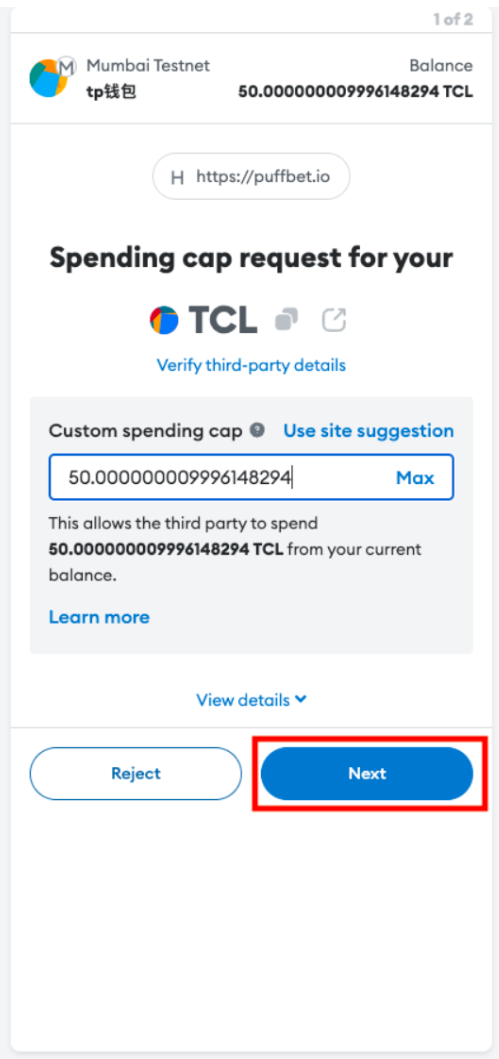 1 of 2
M Mumbai Testnet
Balance
tp钱包
50.000000009996148294 TCL
H https://puffbet.io
Spending cap request for your
TCL
Verify third-party details
Custom spending cap ? Use site suggestion
50.000000009996148294 Max
This allows the third party to spend
50.000000009996148294 TCL from your current
balance.
Learn more
View details
Reject
Next